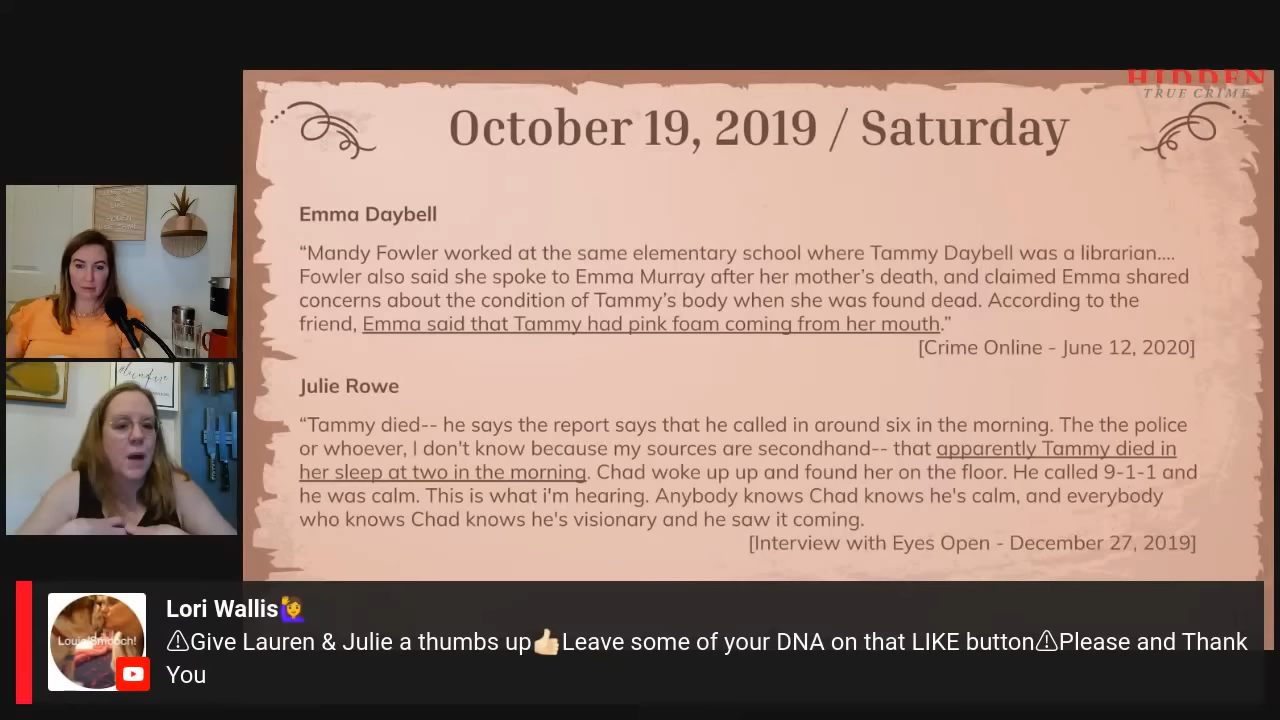 HIDDEN
TRUE CRIME
October 19, 2019 / Saturday
Emma Daybell
“Mandy Fowler worked at the same elementary school where Tammy Daybell was a librarian....
Fowler also said she spoke to Emma Murray after her mother’s death, and claimed Emma shared
concerns about the condition of Tammy’s body when she was found dead. According to the
friend, Emma said that Tammy had pink foam coming from her mouth.”
[Crime Online - June 12, 2020]
Julie Rowe
“Tammy died-- he says the report says that he called in around six in the morning. The the police
or whoever, I don't know because my sources are secondhand-- that apparently Tammy died in
her sleep at two in the morning. Chad woke up up and found her on the floor. He called 9-1-1 and
he was calm. This is what i'm hearing. Anybody knows Chad knows he's calm, and everybody
who knows Chad knows he's visionary and he saw it coming.
[Interview with Eyes Open - December 27, 2019]
Lori Wallis🙋‍♀️
⚠Give Lauren & Julie a thumbs up👍🏼Leave some of your DNA on that LIKE button⚠Please and Thank
You